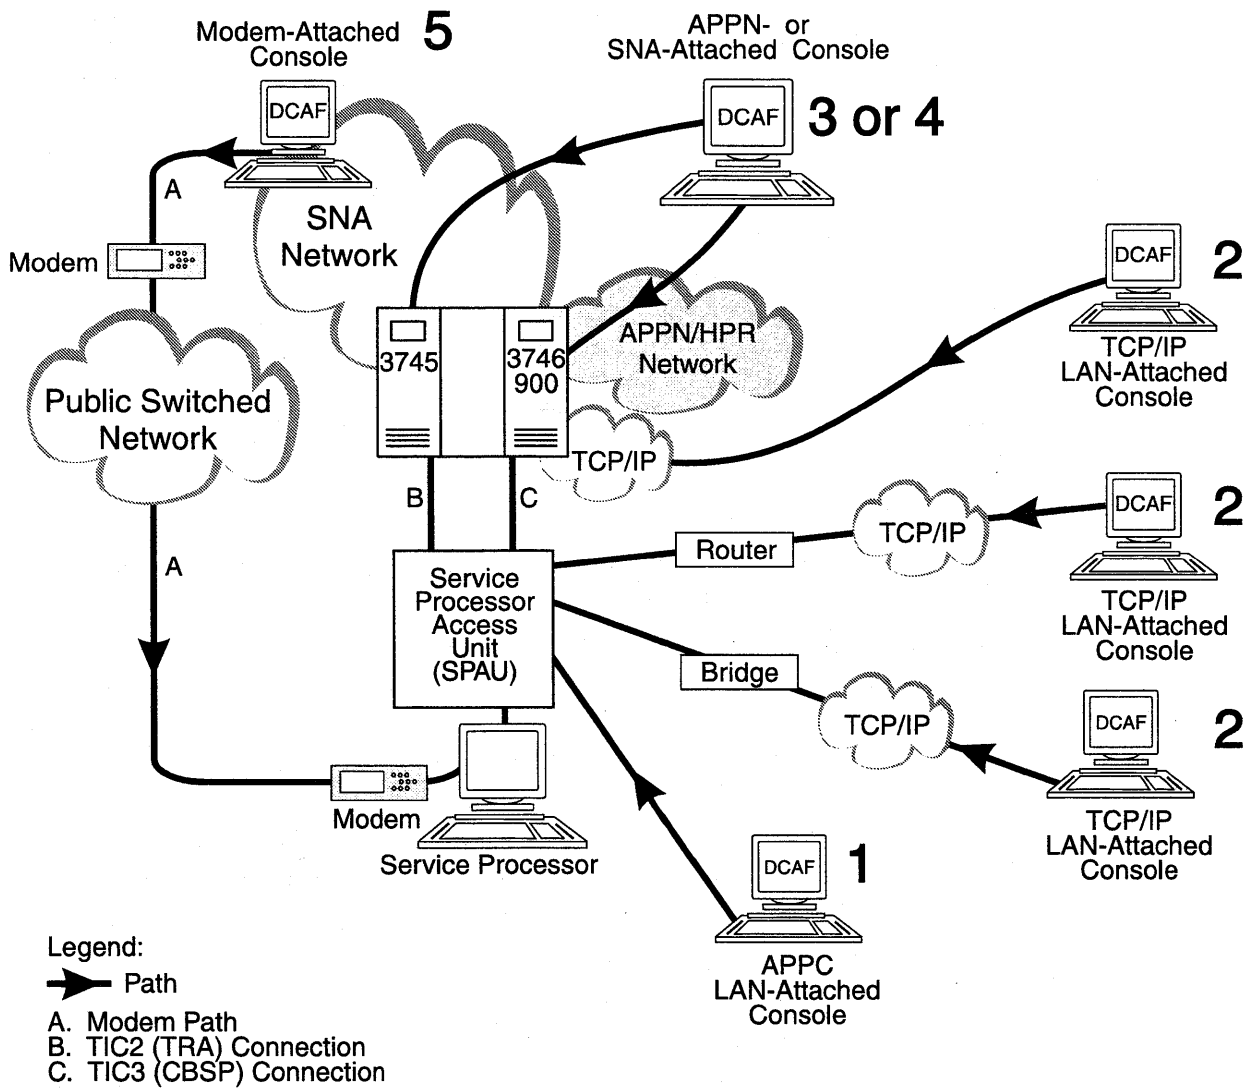 Modem-Attached
Console
5
APPN- or
SNA-Attached Console
DCAF
DCAF
3 or 4
A
SNA
Network
Modem
DCAF
2
TCP/IP
LAN-Attached
Console
3745
3746
900
APPN/HPR
Network
Public Switched
Network
TCP/IP
B
C
DCAF
2
TCP/IP
Router
TCP/IP
LAN-Attached
Console
A
Service
Processor
Access
Unit
(SPAU)
Bridge
TCP/IP
DCAF
2
TCP/IP
LAN-Attached
Console
Modem
Service Processor
DCAF
1
APPC
LAN-Attached
Console
Legend:
Path
A. Modem Path
B. TIC2 (TRA) Connection
C. TIC3 (CBSP) Connection